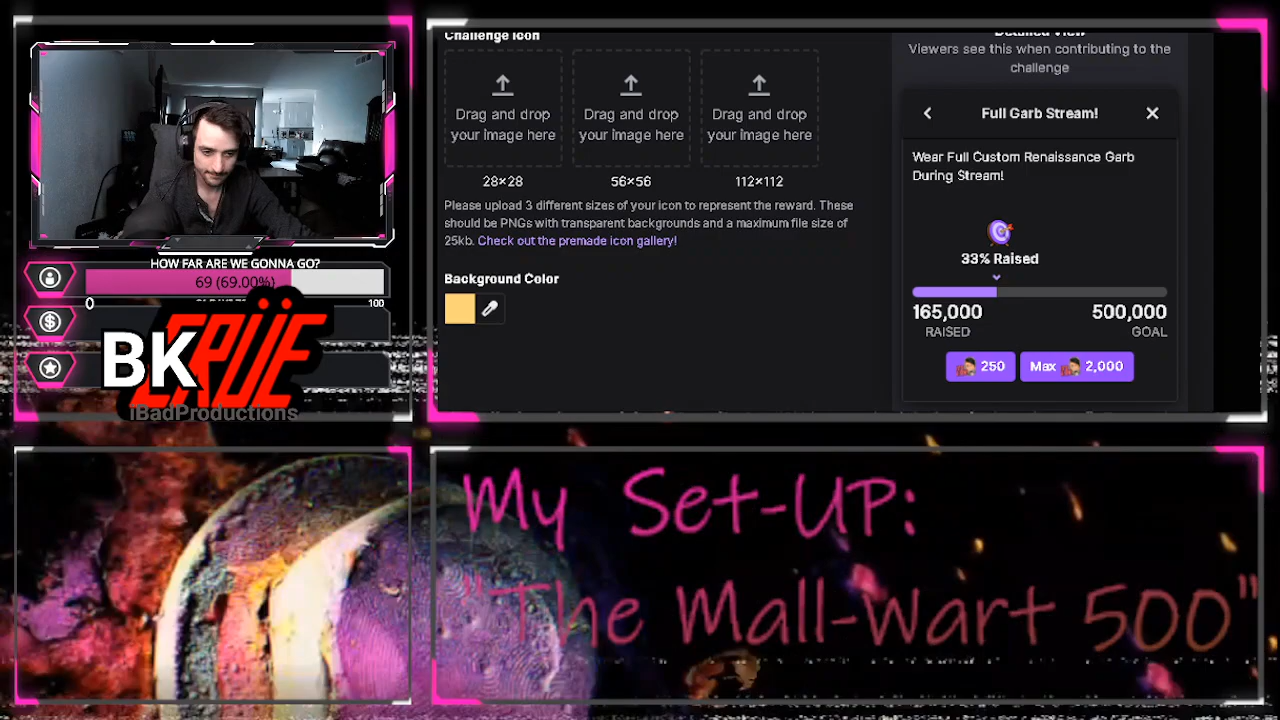 HOW FAR ARE WE GONNA GO?
69 (69.00%)
0
100
BK
CRÜE
iBadProductions
Challenge Icon
Drag and drop
your image here
Drag and drop
your image here
Drag and drop
your image here
28×28
56×56
112×112
Please upload 3 different sizes of your icon to represent the reward. These
should be PNGs with transparent backgrounds and a maximum file size of
25kb. Check out the premade icon gallery!
Background Color
Detailed View
Viewers see this when contributing to the
challenge
Full Garb Stream!
Wear Full Custom Renaissance Garb
During Stream!
33% Raised
165,000
RAISED
500,000
GOAL
250
Max 2,000
My Set-UP:
"The Mall-Wart 500"